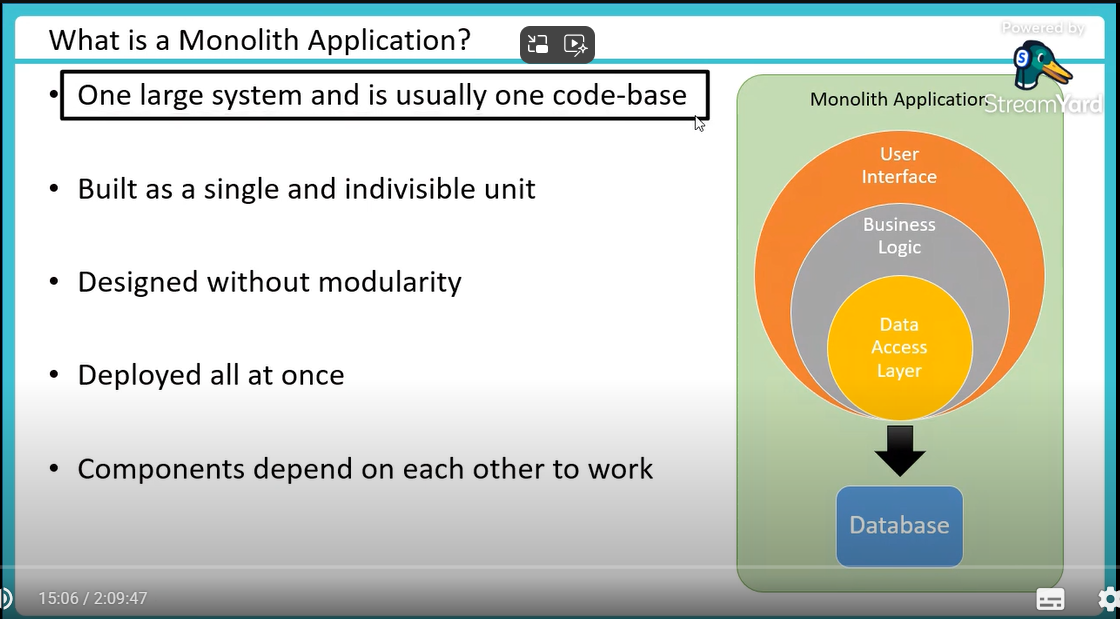 What is a Monolith Application?
Powered by
S
StreamYard
• One large system and is usually one code-base
• Built as a single and indivisible unit
• Designed without modularity
• Deployed all at once
• Components depend on each other to work
Monolith Application
User
Interface
Business
Logic
Data
Access
Layer
Database
15:06 / 2:09:47